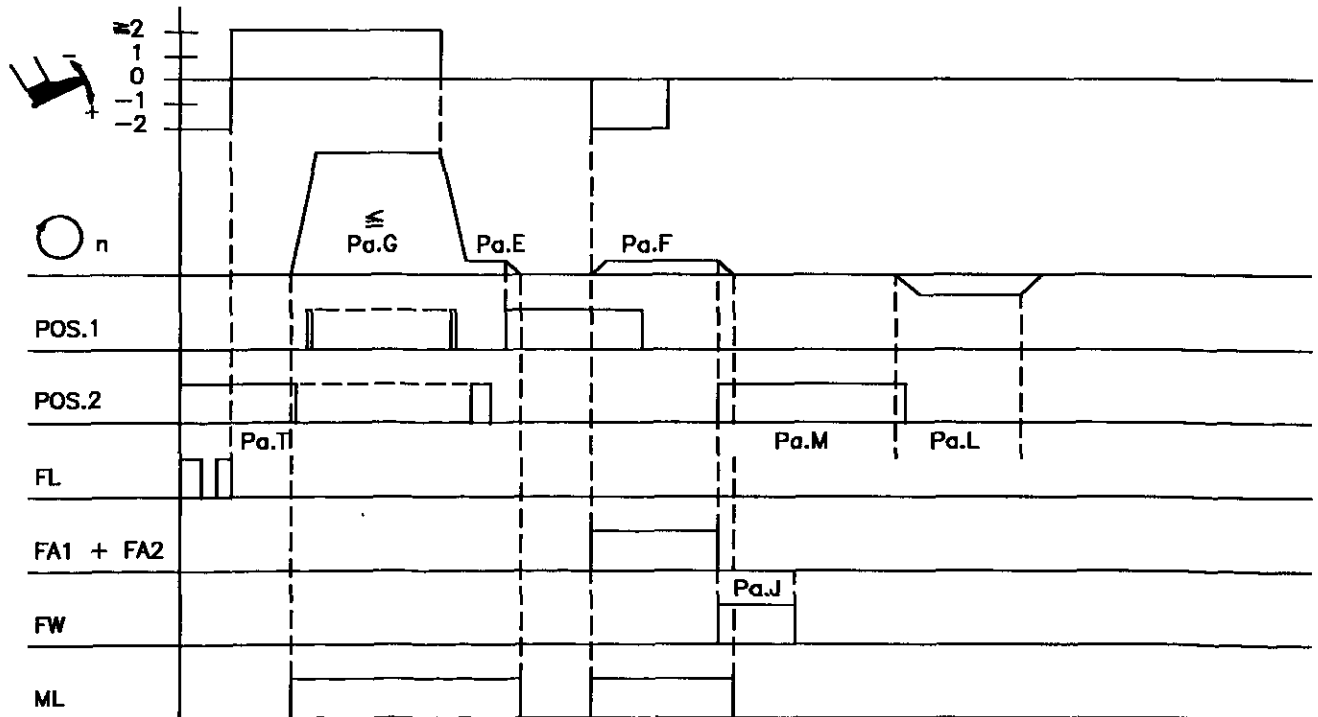 ≧2
1
0
-1
-2
-
+
n
≦
Pa.G
Pa.E
Pa.F
POS.1
POS.2
Pa.T
Pa.M
Pa.L
FL
FA1 + FA2
Pa.J
FW
ML